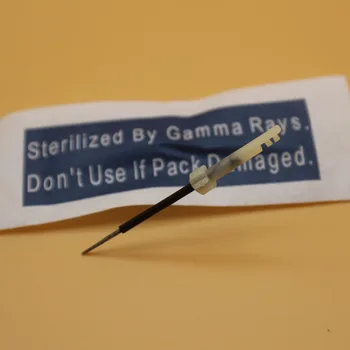 Sterilized By Gamma Rays.
Don't Use If Pack Damaged.